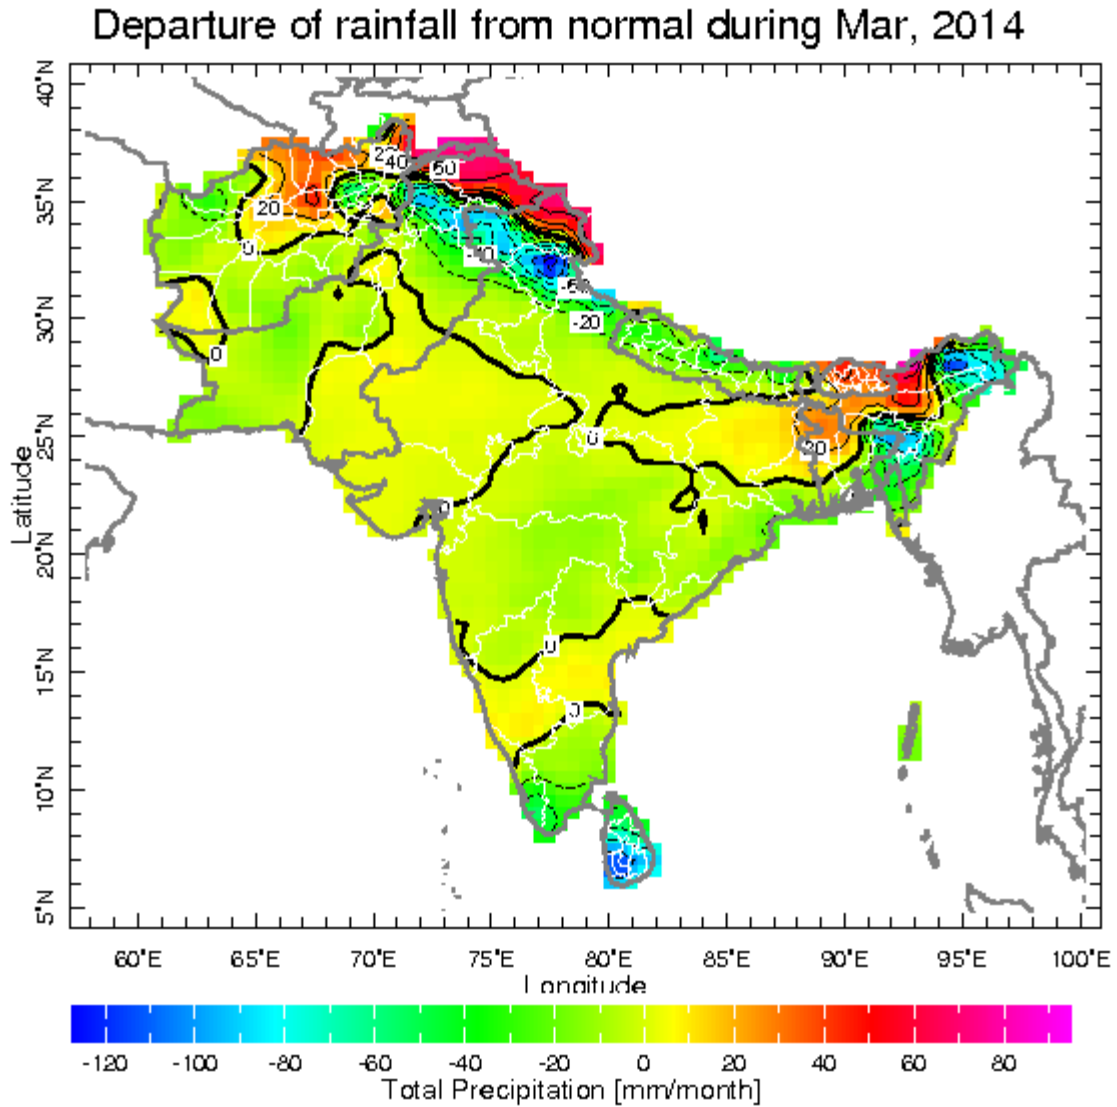 Departure of rainfall from normal during Mar, 2014
40°N
35°N
30°N
25°N
20°N
15°N
10°N
5°N
Latitude
40
60
20
0
0
-20
0
20
0
0
60°E 65°E 70°E 75°E 80°E 85°E 90°E 95°E 100°E
Longitude
-120 -100 -80 -60 -40 -20 0 20 40 60 80
Total Precipitation [mm/month]